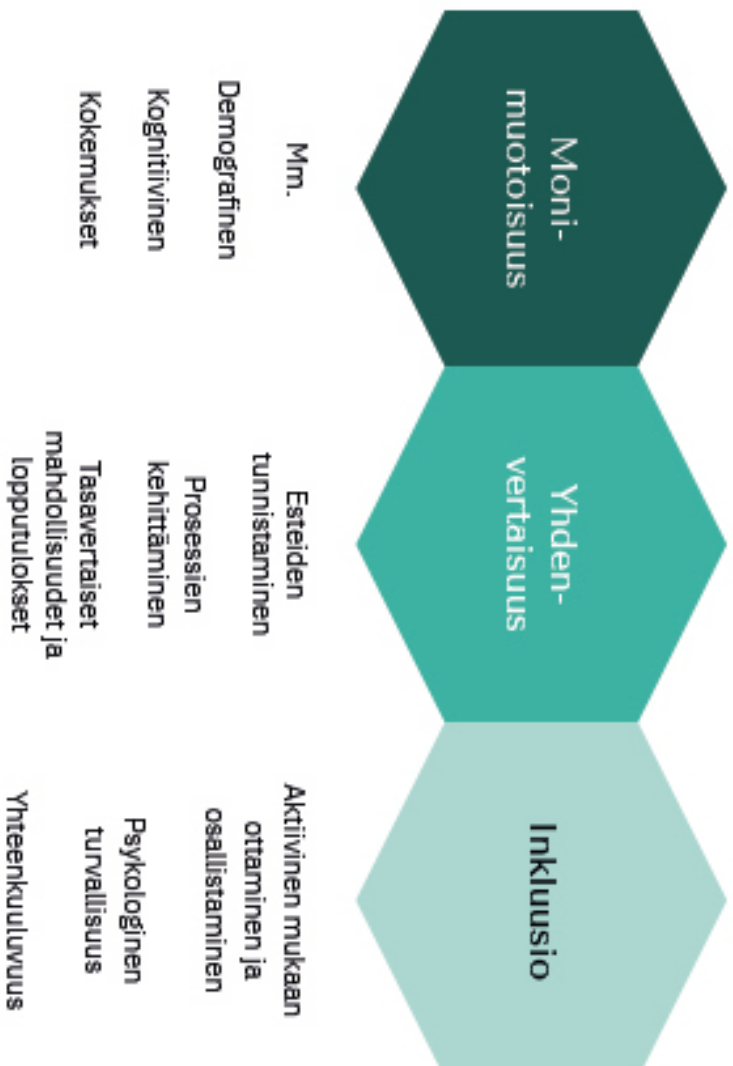 Moni-
muotoisuus
Mm.
Demografinen
Kognitiivinen
Kokemukset
Yhden-
vertaisuus
Esteiden
tunnistaminen
Prosessien
kehittäminen
Tasavertaiset
mahdollisuudet ja
lopputulokset
Inkluusio
Aktiivinen mukaan
ottaminen ja
osallistaminen
Psykologinen
turvallisuus
Yhteenkuuluvuus